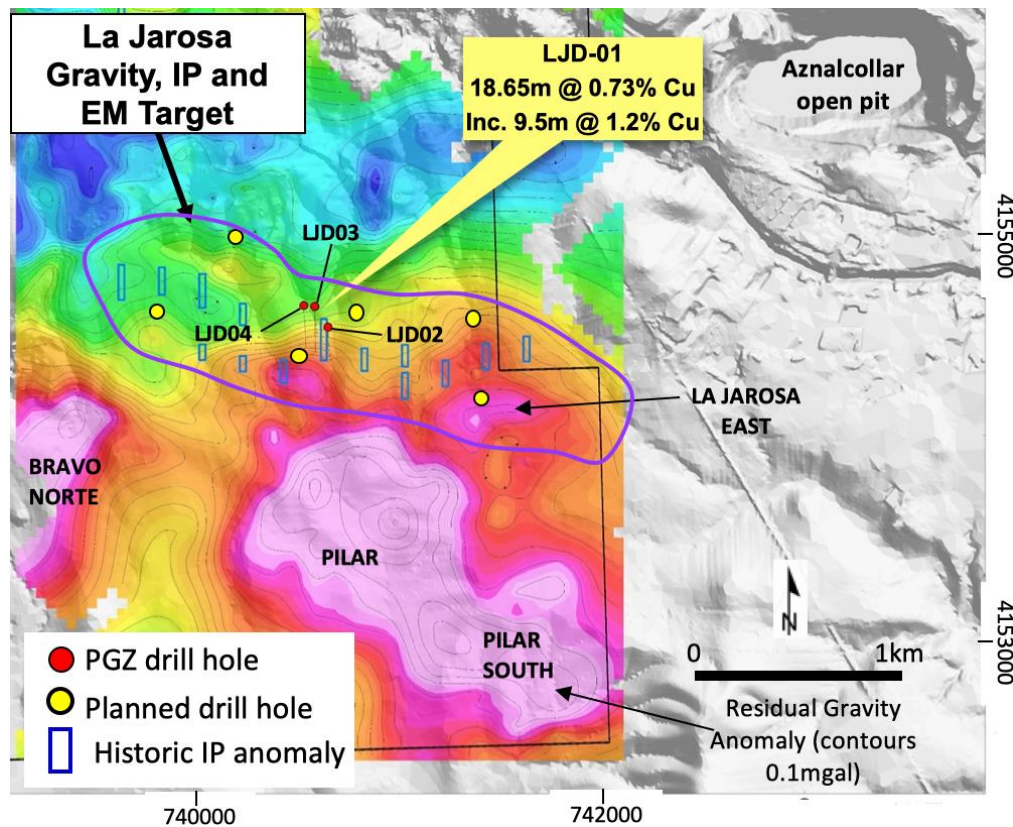 La Jarosa
Gravity, IP and
EM Target
LJD-01
18.65m @ 0.73% Cu
Inc. 9.5m @ 1.2% Cu
Aznalcollar
open pit
4155000
LJD03
LJD04
LJD02
LA JAROSA
EAST
BRAVO
NORTE
PILAR
PILAR
SOUTH
N
4153000
0 1km
Residual Gravity
Anomaly (contours
0.1mgal)
PGZ drill hole
Planned drill hole
Historic IP anomaly
740000
742000